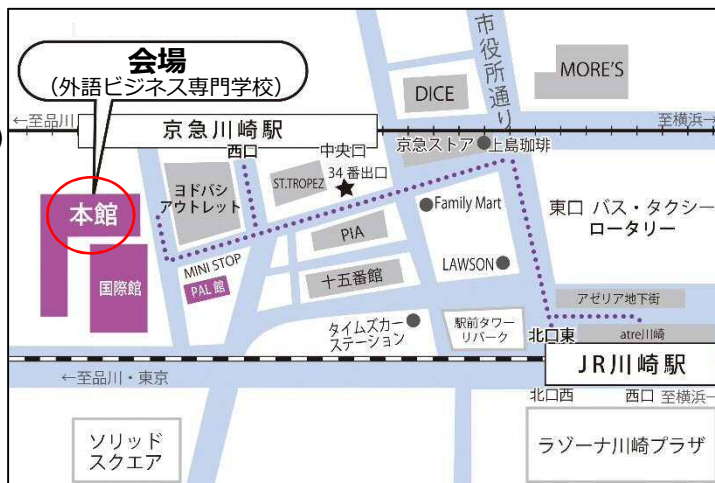 会場
（外語ビジネス専門学校）
市役所通り
MORE'S
DICE
←至品川
京急川崎駅
至横浜→
西口
中央口
34番出口
京急ストア
上島珈琲
ヨドバシ
アウトレット
ST.TROPEZ
本館
Family Mart
東口 バス・タクシー
ロータリー
PIA
国際館
MINI STOP
PAL館
十五番館
LAWSON
アゼリア地下街
タイムズカー
ステーション
駅前タワー
リバーク
北口東
atre川崎
JR川崎駅
←至品川・東京
北口西
西口
至横浜→
ソリッド
スクエア
ラゾーナ川崎プラザ